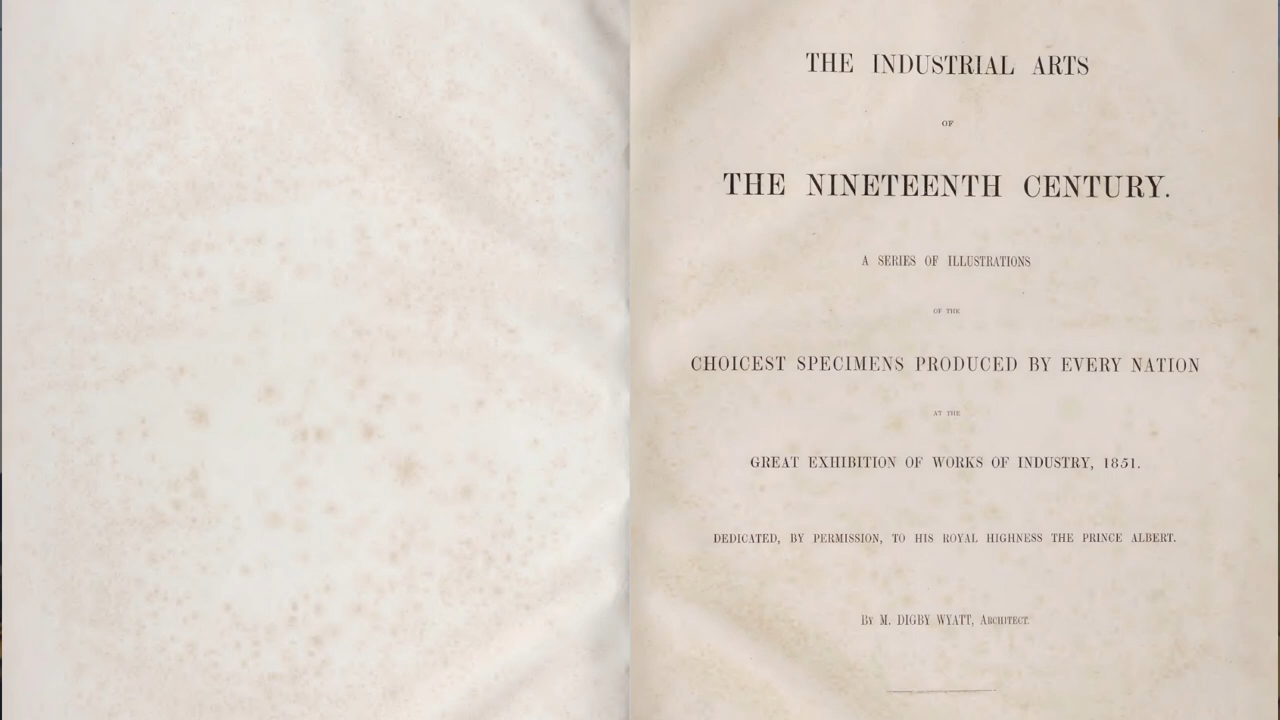 THE INDUSTRIAL ARTS
OF
THE NINETEENTH CENTURY.
A SERIES OF ILLUSTRATIONS
OF THE
CHOICEST SPECIMENS PRODUCED BY EVERY NATION
AT THE
GREAT EXHIBITION OF WORKS OF INDUSTRY, 1851.
DEDICATED, BY PERMISSION, TO HIS ROYAL HIGHNESS THE PRINCE ALBERT.
By M. DIGBY WYATT, Architect.